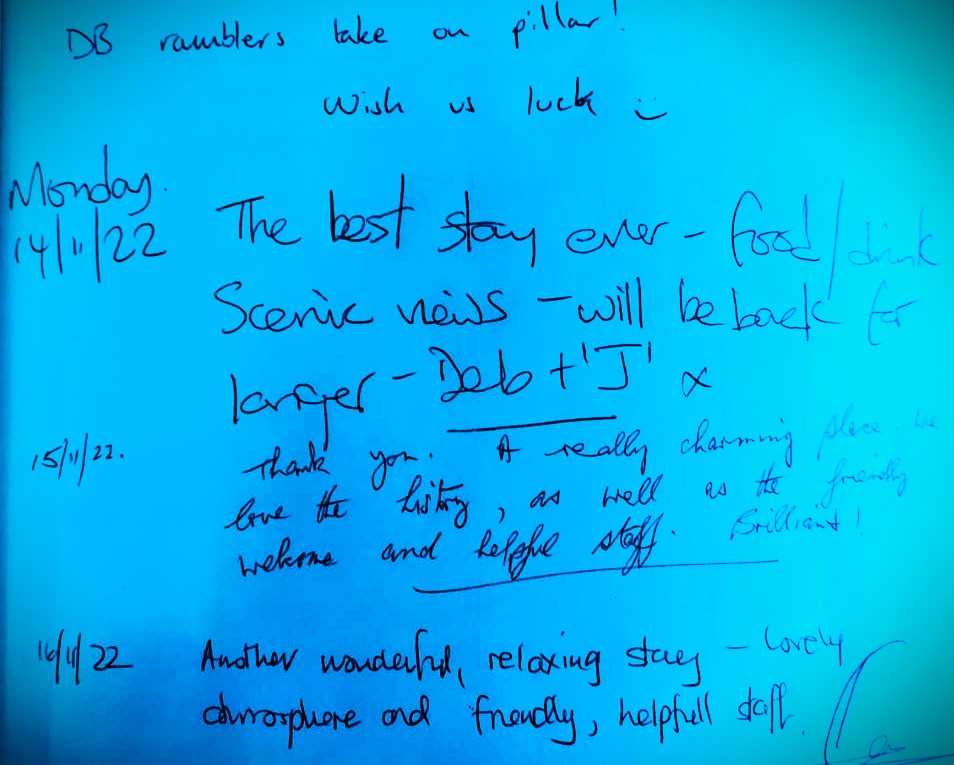 DB ramblers take on pillar!
Wish us luck :)
Monday.
14/11/22 The best stay ever - food/drink
Scenic veiws - will be back for
longer - Deb + 'J' x
15/11/22. Thank you. A really charming place. we
love the history, as well as the friendly
welcome and helpful staff. Brilliant!
16/11/22 Another wonderful, relaxing stay - Lovely
atmosphere and friendly, helpfull staff.